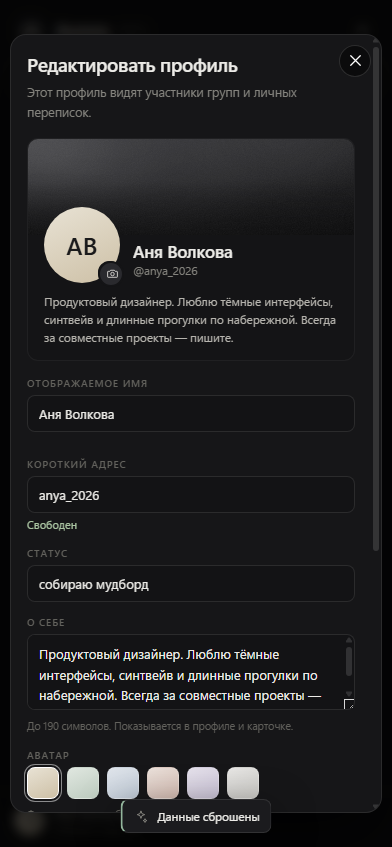 Редактировать профиль
Этот профиль видят участники групп и личных
переписок.
АВ
Аня Волкова
@anya_2026
Продуктовый дизайнер. Люблю тёмные интерфейсы,
синтвейв и длинные прогулки по набережной. Всегда
за совместные проекты — пишите.
ОТОБРАЖАЕМОЕ ИМЯ
Аня Волкова
КОРОТКИЙ АДРЕС
anya_2026
Свободен
СТАТУС
собираю мудборд
О СЕБЕ
Продуктовый дизайнер. Люблю тёмные
интерфейсы, синтвейв и длинные прогулки по
набережной. Всегда за совместные проекты —
До 190 символов. Показывается в профиле и карточке.
АВАТАР
Данные сброшены